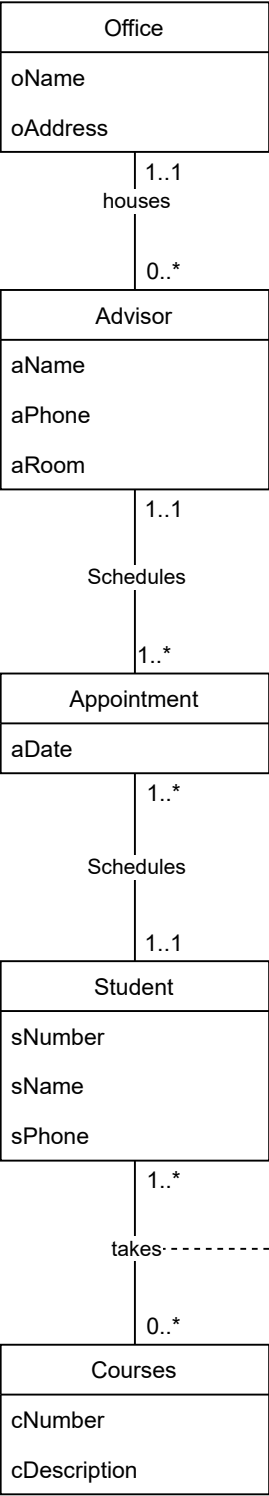 Office
oName
oAddress
1..1
houses
0..*
Advisor
aName
aPhone
aRoom
1..1
Schedules
1..*
Appointment
aDate
1..*
Schedules
1..1
Student
sNumber
sName
sPhone
1..*
takes
0..*
Courses
cNumber
cDescription